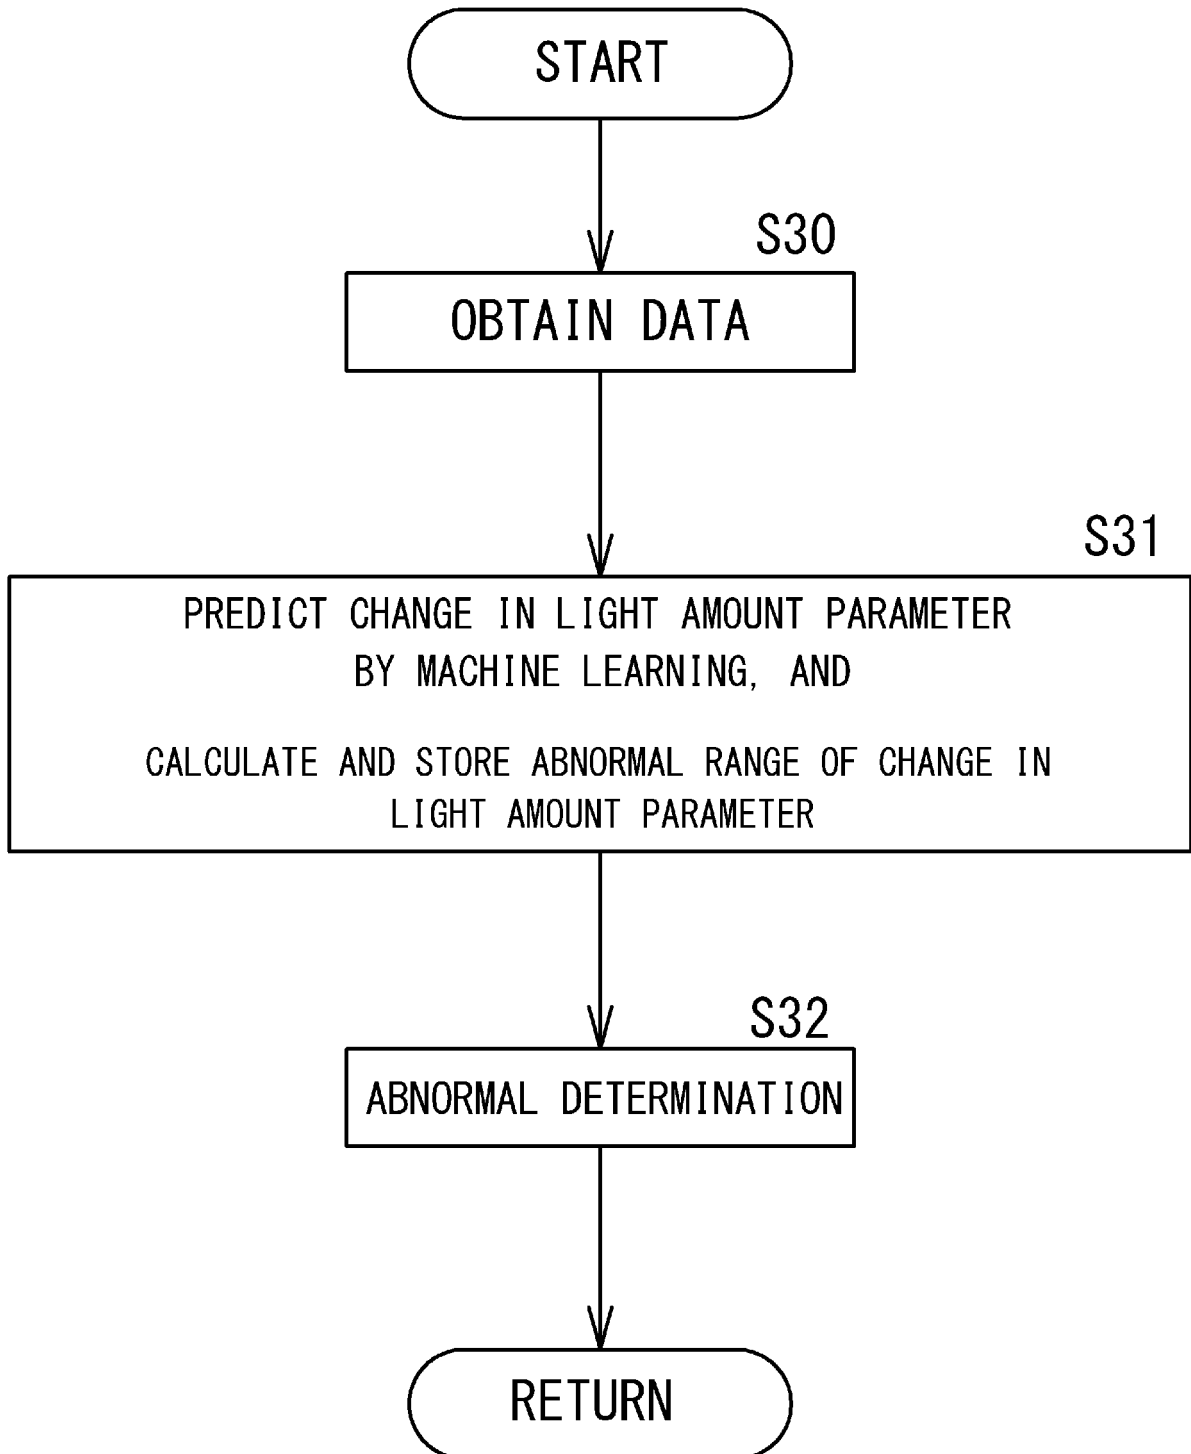 START
S30
OBTAIN DATA
S31
PREDICT CHANGE IN LIGHT AMOUNT PARAMETER
BY MACHINE LEARNING, AND
CALCULATE AND STORE ABNORMAL RANGE OF CHANGE IN
LIGHT AMOUNT PARAMETER
S32
ABNORMAL DETERMINATION
RETURN